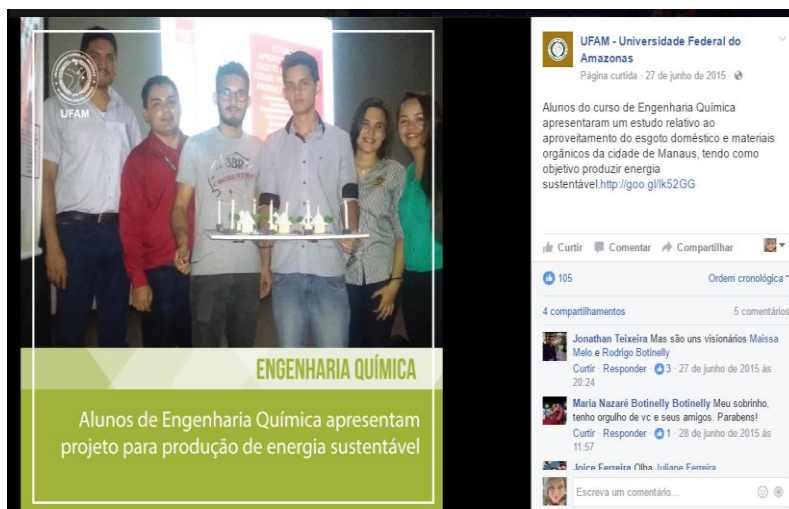 UFAM
ENGENHARIA QUÍMICA
Alunos de Engenharia Química apresentam
projeto para produção de energia sustentável
UFAM - Universidade Federal do
Amazonas
Página curtida · 27 de junho de 2015 ·
Alunos do curso de Engenharia Química
apresentaram um estudo relativo ao
aproveitamento do esgoto doméstico e materiais
orgânicos da cidade de Manaus, tendo como
objetivo produzir energia
sustentável.http://goo.gl/lk52GG
Curtir Comentar Compartilhar
105 Ordem cronológica
4 compartilhamentos 5 comentários
Jonathan Teixeira Mas são uns visionários Maissa
Melo e Rodrigo Botinelly
Curtir · Responder · 3 · 27 de junho de 2015 às
20:24
Maria Nazaré Botinelly Botinelly Meu sobrinho,
tenho orgulho de vc e seus amigos. Parabens!
Curtir · Responder · 1 · 28 de junho de 2015 às
11:57
Joice Ferreira Olha Juliane Ferreira
Escreva um comentário...